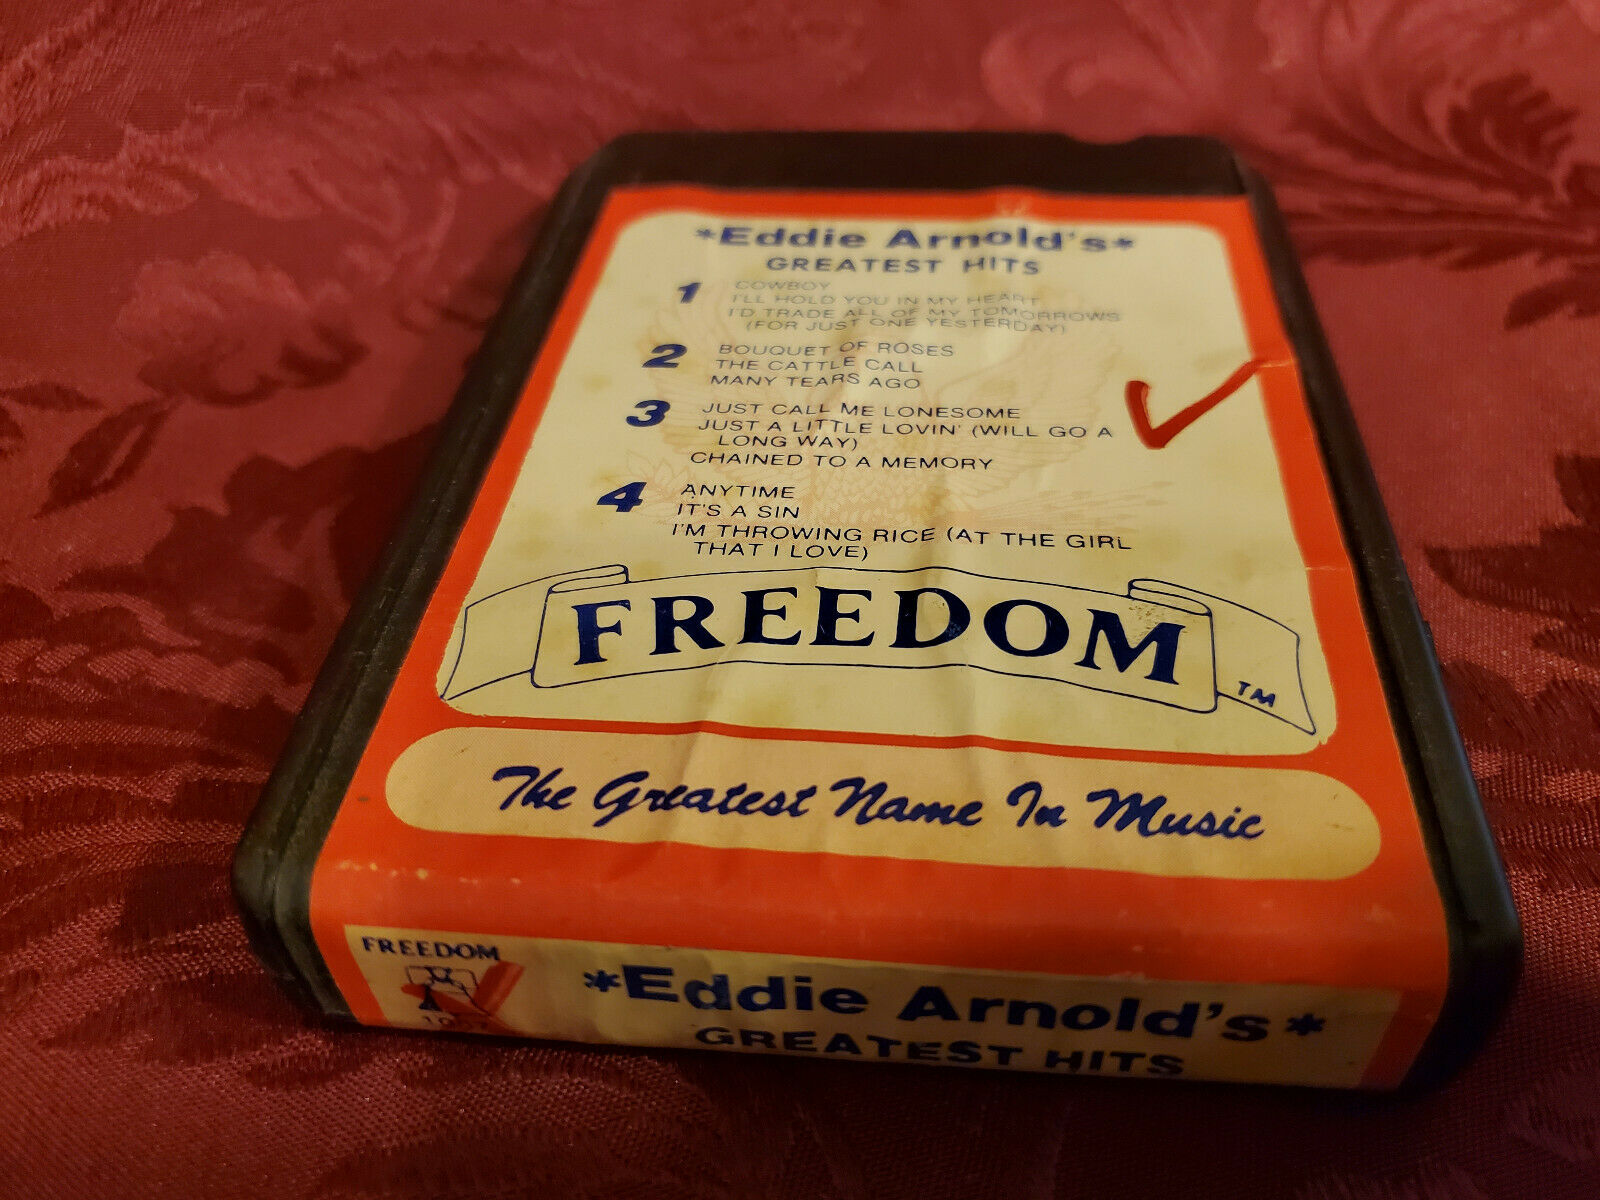 *Eddie Arnold's*
GREATEST HITS
1 COWBOY
I'LL HOLD YOU IN MY HEART
I'D TRADE ALL OF MY TOMORROWS
(FOR JUST ONE YESTERDAY)
2 BOUQUET OF ROSES
THE CATTLE CALL
MANY TEARS AGO
3 JUST CALL ME LONESOME
JUST A LITTLE LOVIN' (WILL GO A
LONG WAY)
CHAINED TO A MEMORY
4 ANYTIME
IT'S A SIN
I'M THROWING RICE (AT THE GIRL
THAT I LOVE)
FREEDOM TM
The Greatest Name In Music
FREEDOM
*Eddie Arnold's*
GREATEST HITS